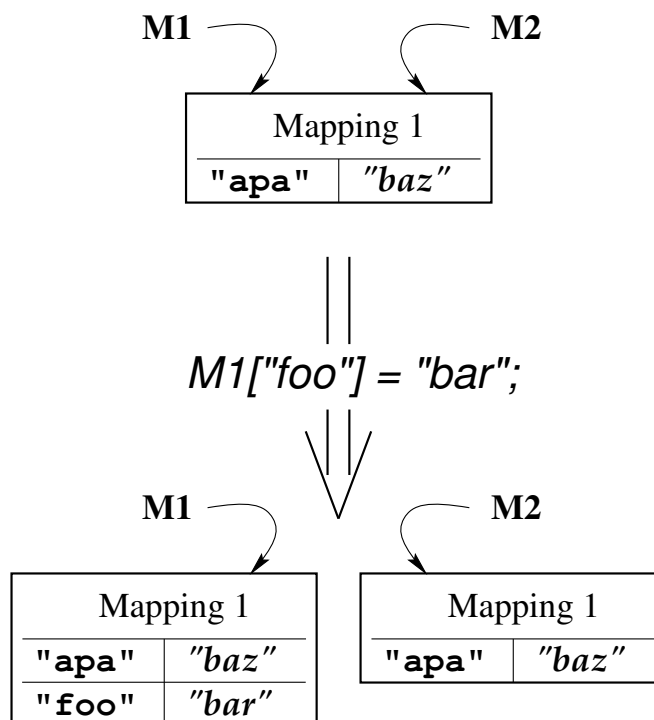 M1 M2
Mapping 1
"apa" "baz"
M1["foo"] = "bar";
M1 M2
Mapping 1 Mapping 1
"apa" "baz" "apa" "baz"
"foo" "bar"